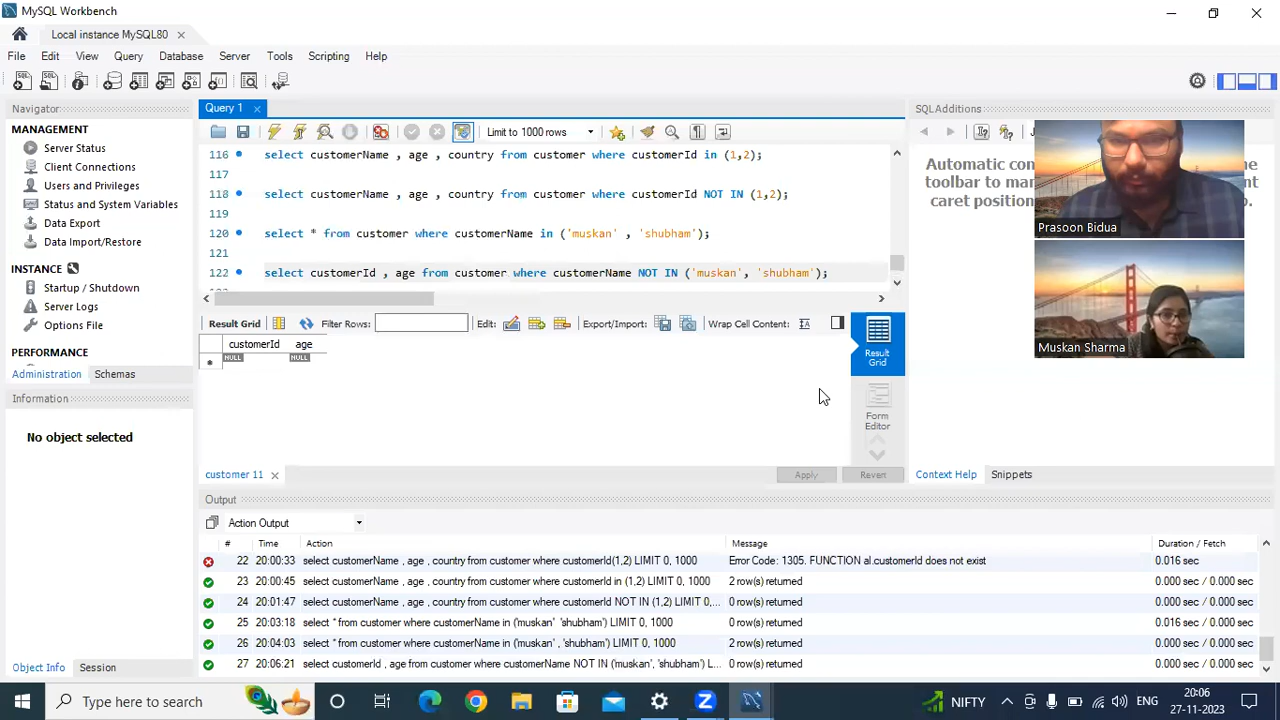 MySQL Workbench
Local instance MySQL80
File Edit View Query Database Server Tools Scripting Help
Navigator
MANAGEMENT
Server Status
Client Connections
Users and Privileges
Status and System Variables
Data Export
Data Import/Restore
INSTANCE
Startup / Shutdown
Server Logs
Options File
PERFORMANCE
Administration Schemas
Information
No object selected
Object Info Session
Query 1
Limit to 1000 rows
116 select customerName , age , country from customer where customerId in (1,2);
117
118 select customerName , age , country from customer where customerId NOT IN (1,2);
119
120 select * from customer where customerName in ('muskan' , 'shubham');
121
122 select customerId , age from customer where customerName NOT IN ('muskan', 'shubham');
Result Grid Filter Rows: Edit: Export/Import: Wrap Cell Content:
customerId age
NULL NULL
Result Grid
Form Editor
customer 11
Apply Revert
SQLAdditions
Automatic con
toolbar to mar
caret position
Prasoon Bidua
Muskan Sharma
Context Help Snippets
Output
Action Output
# Time Action Message Duration / Fetch
22 20:00:33 select customerName , age , country from customer where customerId(1,2) LIMIT 0, 1000 Error Code: 1305. FUNCTION al.customerId does not exist 0.016 sec
23 20:00:45 select customerName , age , country from customer where customerId in (1,2) LIMIT 0, 1000 2 row(s) returned 0.000 sec / 0.000 sec
24 20:01:47 select customerName , age , country from customer where customerId NOT IN (1,2) LIMIT 0,... 0 row(s) returned 0.000 sec / 0.000 sec
25 20:03:18 select * from customer where customerName in ('muskan' 'shubham') LIMIT 0, 1000 0 row(s) returned 0.016 sec / 0.000 sec
26 20:04:03 select * from customer where customerName in ('muskan' , 'shubham') LIMIT 0, 1000 2 row(s) returned 0.000 sec / 0.000 sec
27 20:06:21 select customerId , age from customer where customerName NOT IN ('muskan', 'shubham') L... 0 row(s) returned 0.000 sec / 0.000 sec
Type here to search
NIFTY
ENG
20:06
27-11-2023